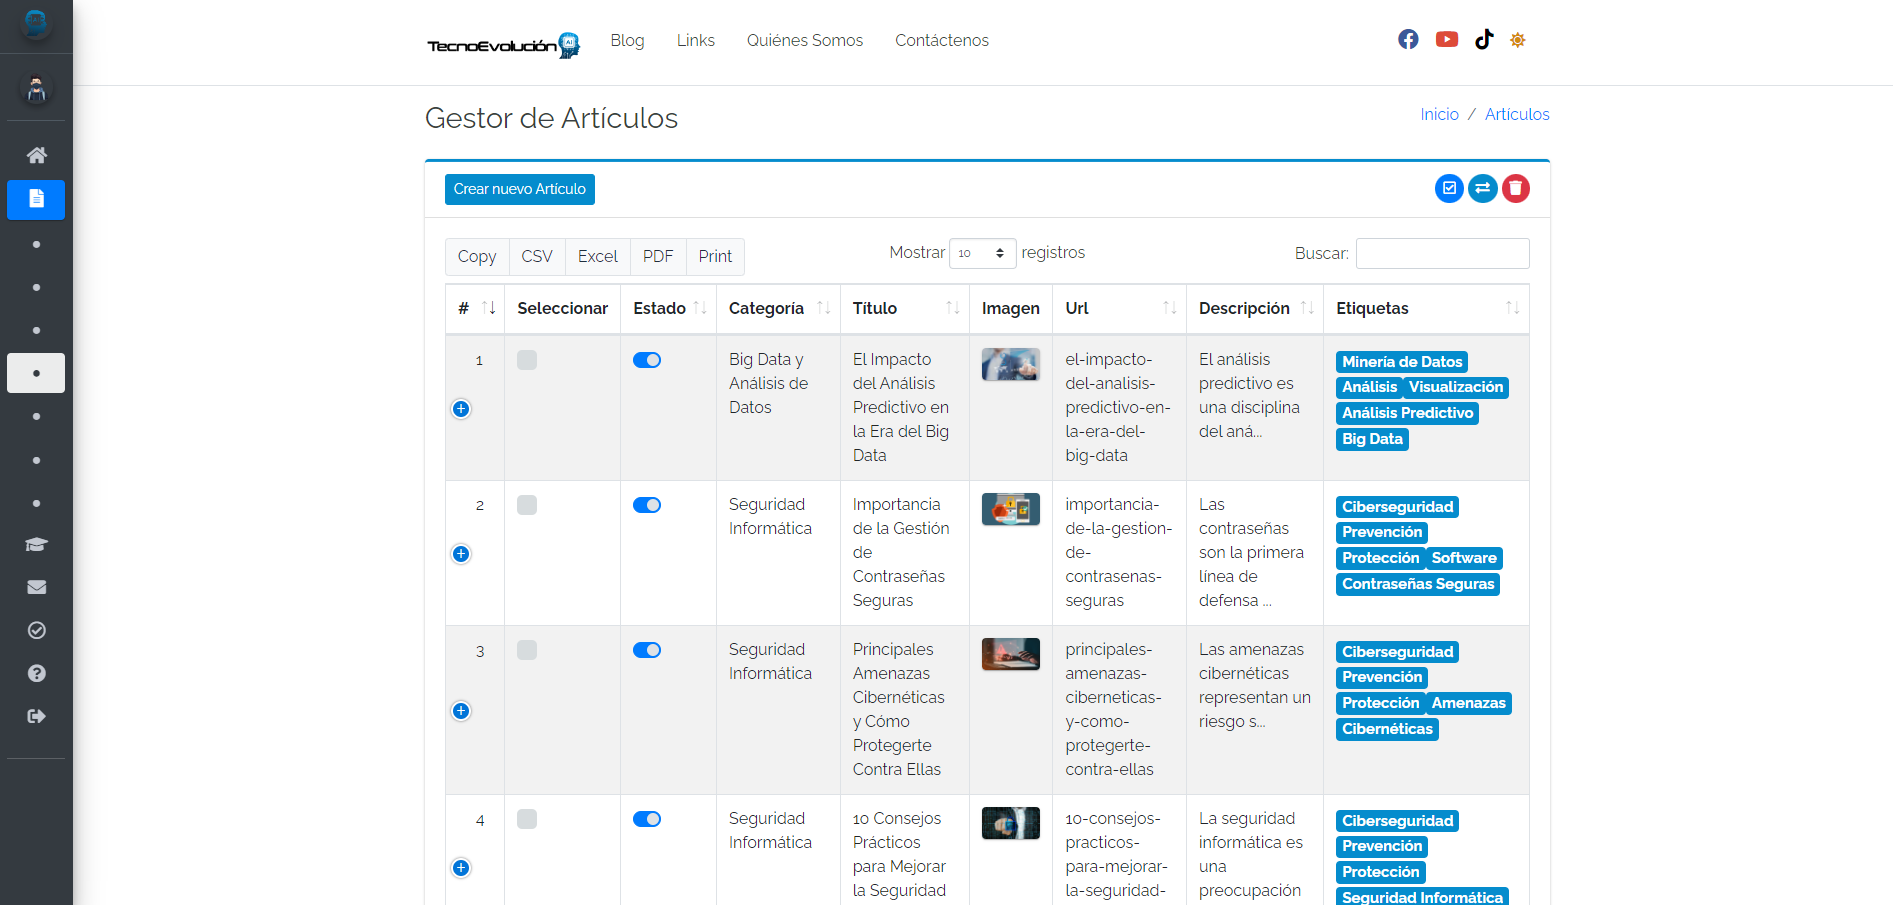 TecnoEvolución AI
Blog
Links
Quiénes Somos
Contáctenos
Gestor de Artículos
Inicio / Artículos
Crear nuevo Artículo
Copy
CSV
Excel
PDF
Print
Mostrar 10 registros
Buscar:
# Seleccionar Estado Categoría Título Imagen Url Descripción Etiquetas
1
Big Data y
Análisis de
Datos
El Impacto
del Análisis
Predictivo en
la Era del Big
Data
el-impacto-
del-analisis-
predictivo-en-
la-era-del-
big-data
El análisis
predictivo es
una disciplina
del aná...
Minería de Datos
Análisis Visualización
Análisis Predictivo
Big Data
2
Seguridad
Informática
Importancia
de la Gestión
de
Contraseñas
Seguras
importancia-
de-la-gestion-
de-
contrasenas-
seguras
Las
contraseñas
son la primera
línea de
defensa ...
Ciberseguridad
Prevención
Protección Software
Contraseñas Seguras
3
Seguridad
Informática
Principales
Amenazas
Cibernéticas
y Cómo
Protegerte
Contra Ellas
principales-
amenazas-
ciberneticas-
y-como-
protegerte-
contra-ellas
Las amenazas
cibernéticas
representan un
riesgo s...
Ciberseguridad
Prevención
Protección Amenazas
Cibernéticas
4
Seguridad
Informática
10 Consejos
Prácticos
para Mejorar
la Seguridad
10-consejos-
practicos-
para-mejorar-
la-seguridad-
La seguridad
informática es
una
preocupación
Ciberseguridad
Prevención
Protección
Seguridad Informática